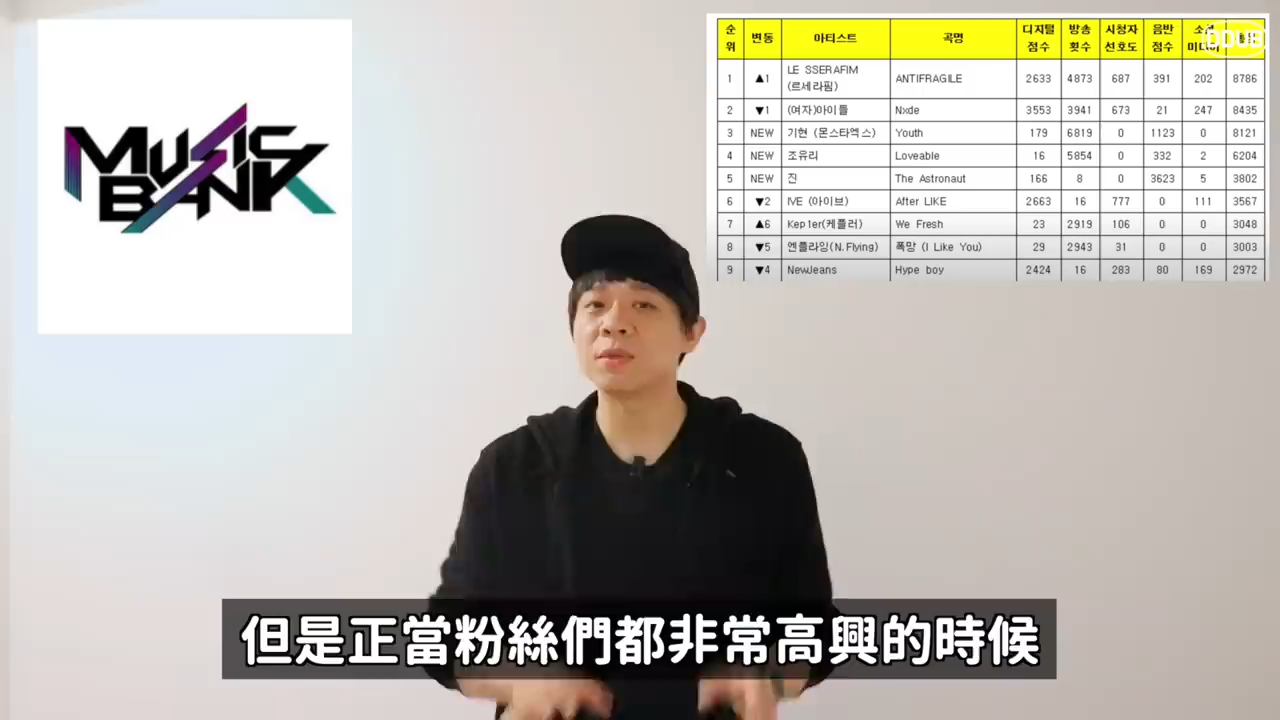 MUSIC
BANK
DDUB
순위 변동 아티스트 곡명 디지털 점수 방송 횟수 시청자 선호도 음반 점수
1 ▲1 LE SSERAFIM (르세라핌) ANTIFRAGILE 2633 4873 687 391 202 8786
2 ▼1 (여자)아이들 Nxde 3553 3941 673 21 247 8435
3 NEW 기현 (몬스타엑스) Youth 179 6819 0 1123 0 8121
4 NEW 조유리 Loveable 16 5854 0 332 2 6204
5 NEW 진 The Astronaut 166 8 0 3623 5 3802
6 ▼2 IVE (아이브) After LIKE 2663 16 777 0 111 3567
7 ▲6 Kep1er(케플러) We Fresh 23 2919 106 0 0 3048
8 ▼5 엔플라잉(N.Flying) 폭망 (I Like You) 29 2943 31 0 0 3003
9 ▼4 NewJeans Hype boy 2424 16 283 80 169 2972
但是正當粉絲們都非常高興的時候